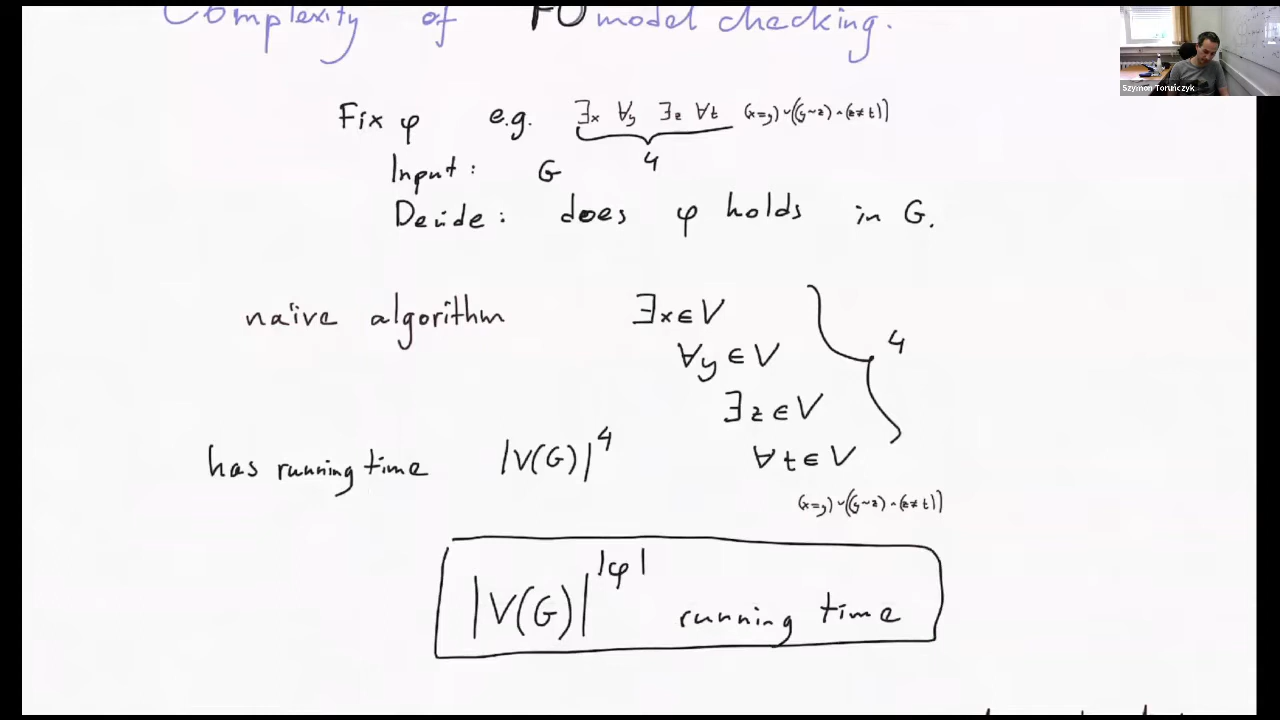 Complexity of FO model checking.
Szymon Toruńczyk
Fix φ e.g. ∃x ∀y ∃z ∀t (x=y)∨((y~z)∧(z≠t))
4
Input: G
Decide: does φ holds in G.
naïve algorithm ∃x∈V
∀y∈V
4
∃z∈V
∀t∈V
has running time |V(G)|^4
(x=y)∨((y~z)∧(z≠t))
|V(G)|^|φ| running time